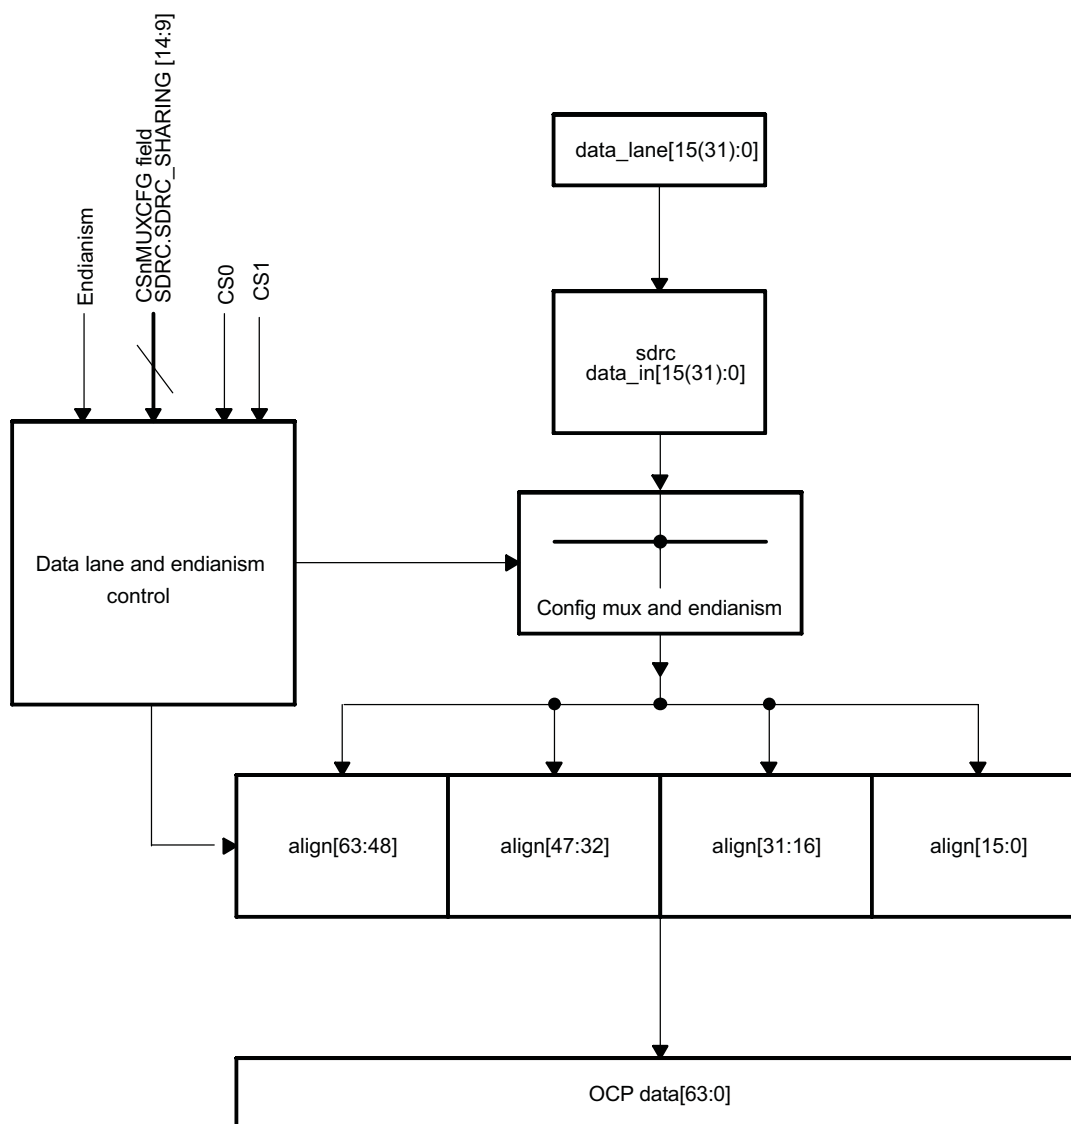 Endianism
CSnMUXCFG field
SDRC.SDRC_SHARING [14:9]
CS0
CS1
data_lane[15(31):0]
sdrc
data_in[15(31):0]
Data lane and endianism
control
Config mux and endianism
align[63:48]
align[47:32]
align[31:16]
align[15:0]
OCP data[63:0]